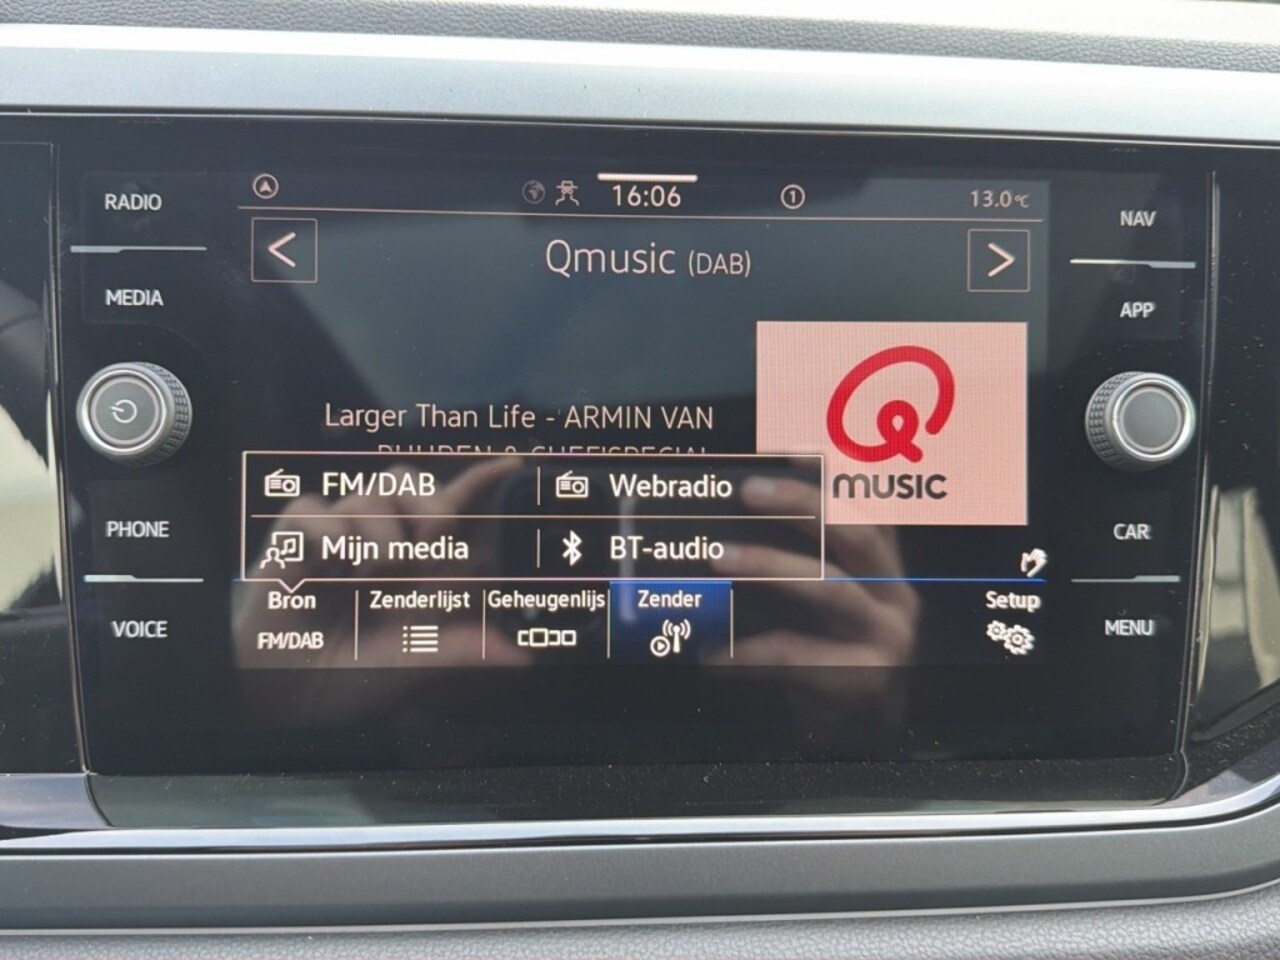 RADIO
MEDIA
PHONE
VOICE
16:06
1
13.0°C
Qmusic (DAB)
Larger Than Life - ARMIN VAN
MUSIC
FM/DAB
Webradio
Mijn media
BT-audio
Bron
FM/DAB
Zenderlijst
Geheugenlijs
Zender
Setup
NAV
APP
CAR
MENU